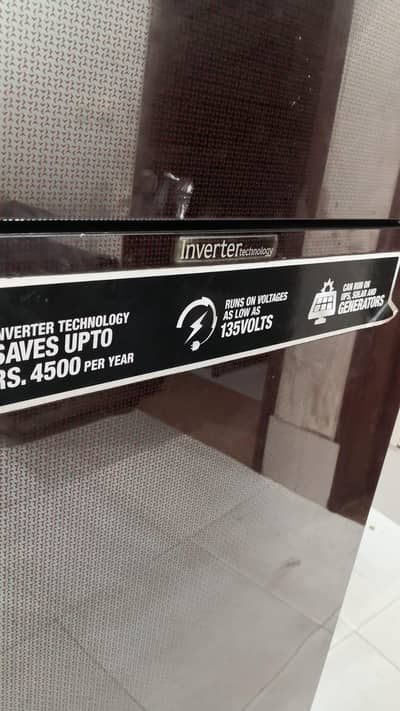 Inverter technology
NVERTER TECHNOLOGY
SAVES UPTO
RS. 4500 PER YEAR
RUNS ON VOLTAGES
AS LOW AS
135VOLTS
CAN RUN ON
UPS, SOLAR AND
GENERATORS